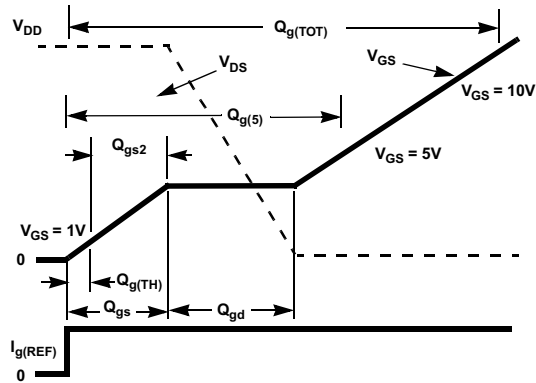 V_DD
Q_g(TOT)
V_DS
V_GS
V_GS = 10V
Q_g(5)
Q_gs2
V_GS = 5V
V_GS = 1V
0
Q_g(TH)
Q_gs
Q_gd
I_g(REF)
0